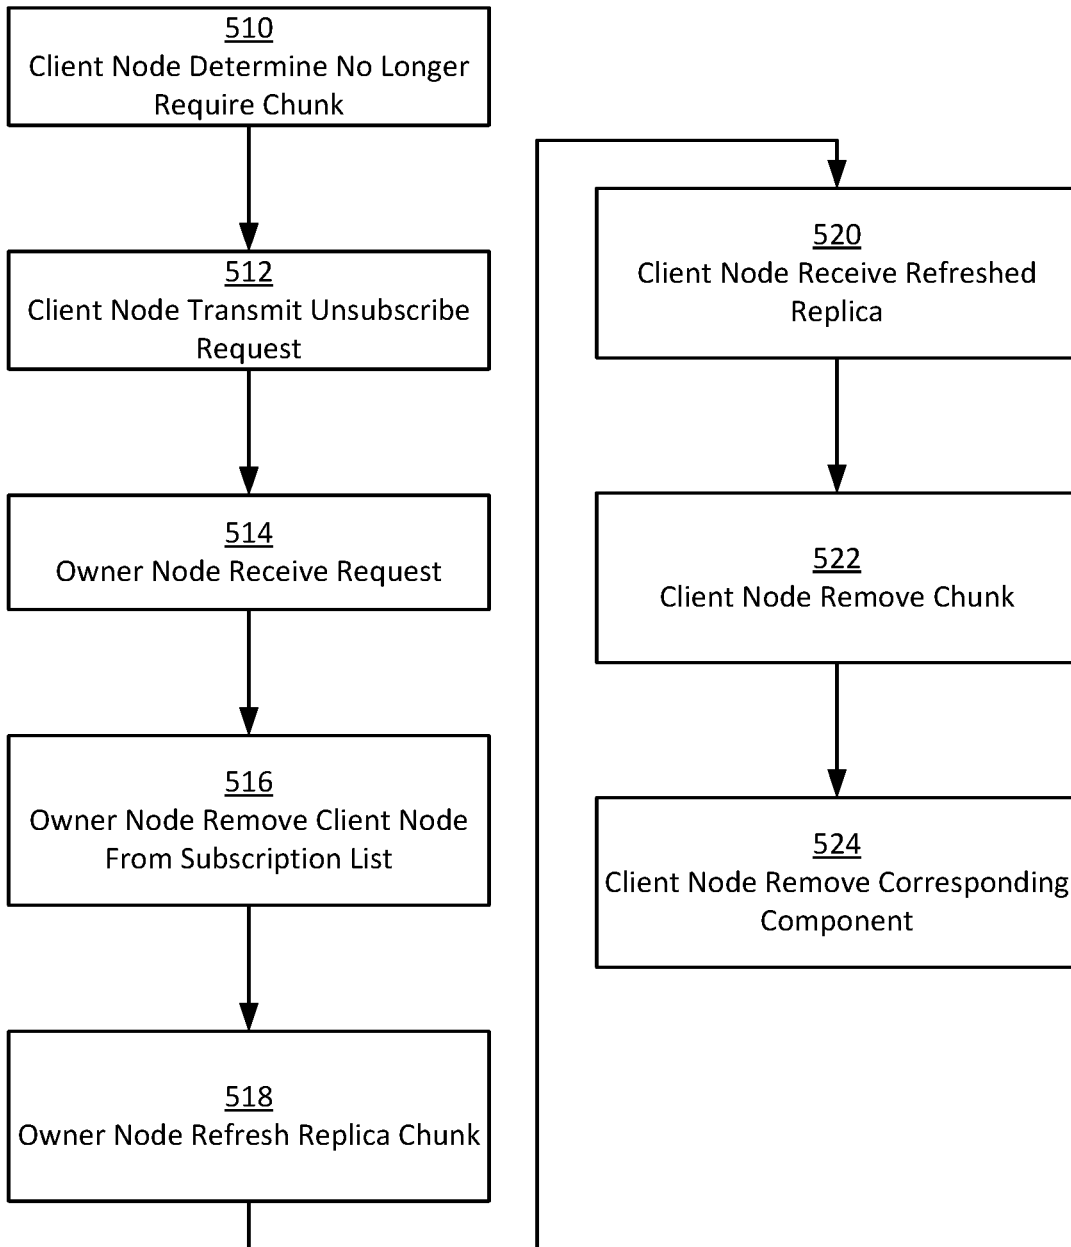 510
Client Node Determine No Longer
Require Chunk
512
Client Node Transmit Unsubscribe
Request
514
Owner Node Receive Request
516
Owner Node Remove Client Node
From Subscription List
518
Owner Node Refresh Replica Chunk
520
Client Node Receive Refreshed
Replica
522
Client Node Remove Chunk
524
Client Node Remove Corresponding
Component